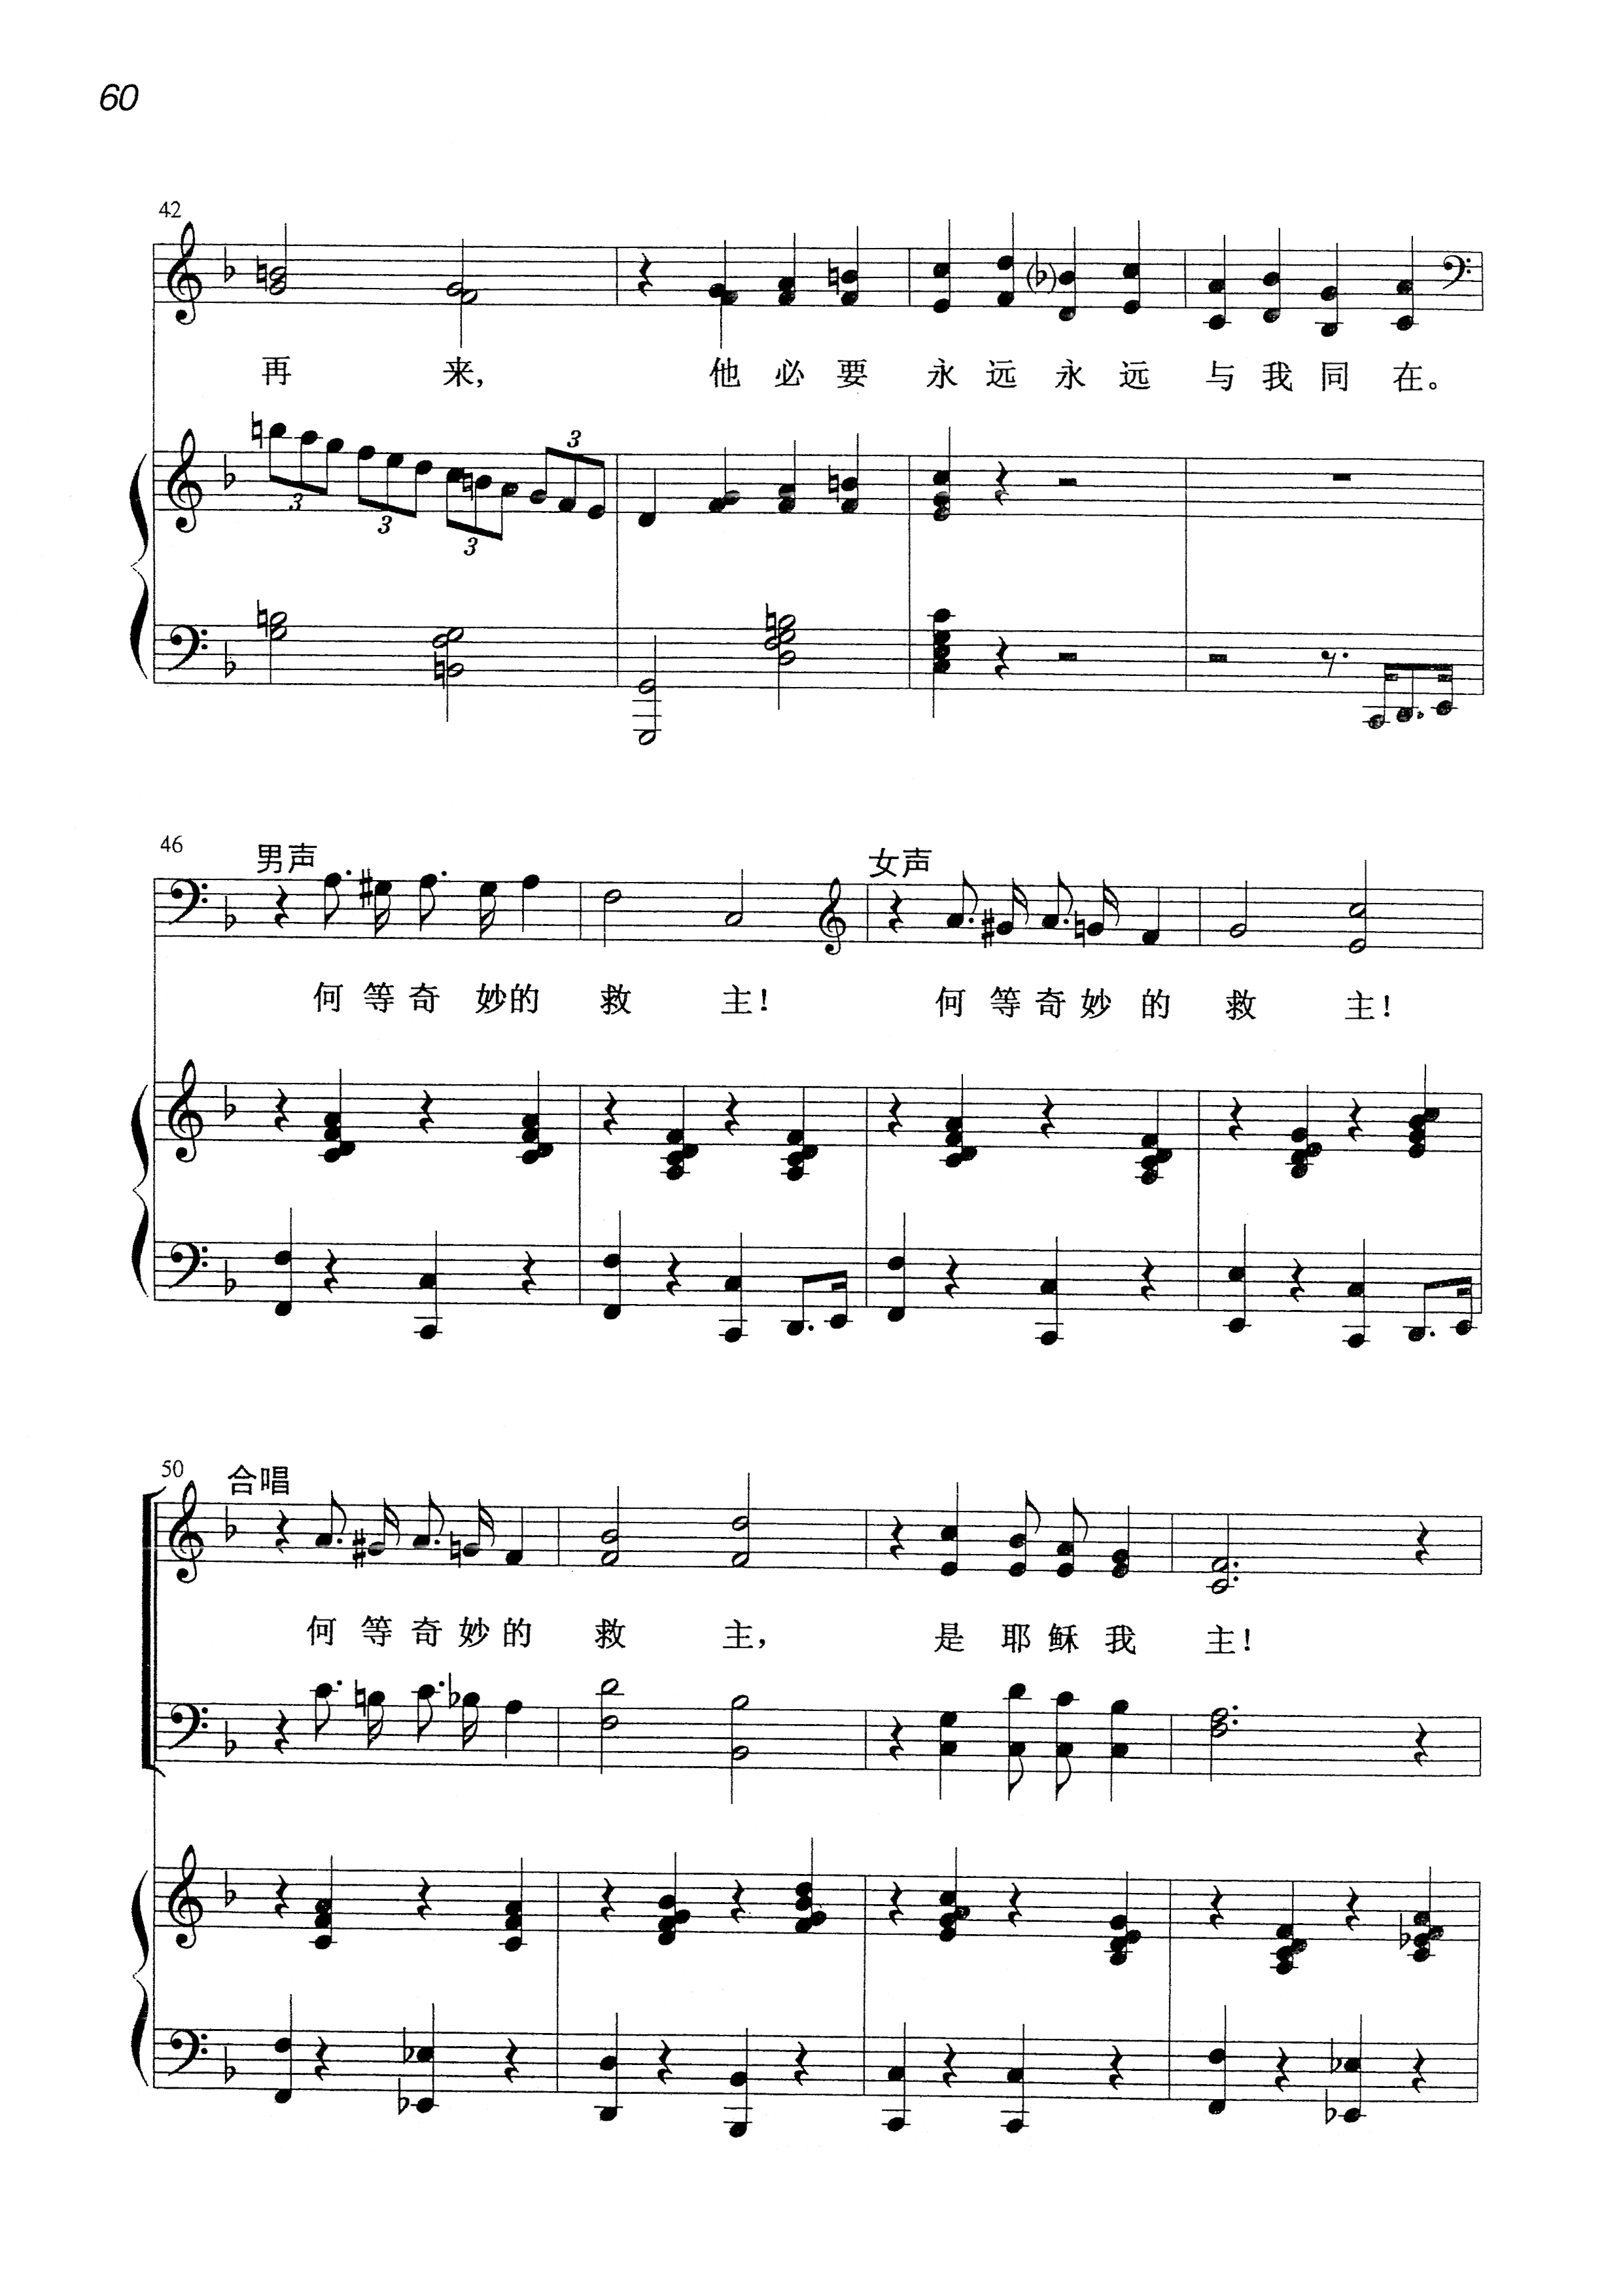 60
42
再 来, 他 必 要 永 远 永 远 与 我 同 在。
3 3 3 3
46
男声 女声
何 等 奇 妙 的 救 主! 何 等 奇 妙 的 救 主!
50
合唱
何 等 奇 妙 的 救 主, 是 耶 稣 我 主!